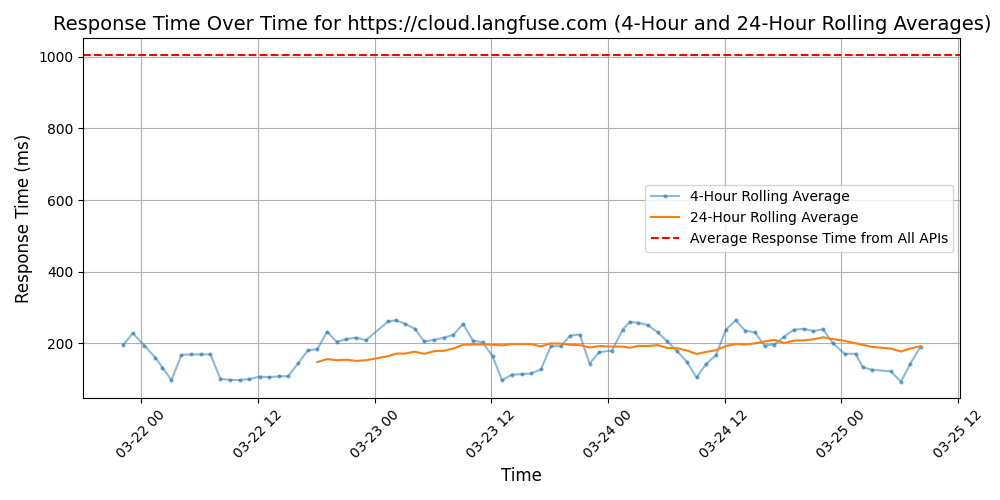 Response Time Over Time for https://cloud.langfuse.com (4-Hour and 24-Hour Rolling Averages)
Response Time (ms)
1000
800
600
400
200
4-Hour Rolling Average
24-Hour Rolling Average
Average Response Time from All APIs
03-22 00
03-22 12
03-23 00
03-23 12
03-24 00
03-24 12
03-25 00
03-25 12
Time